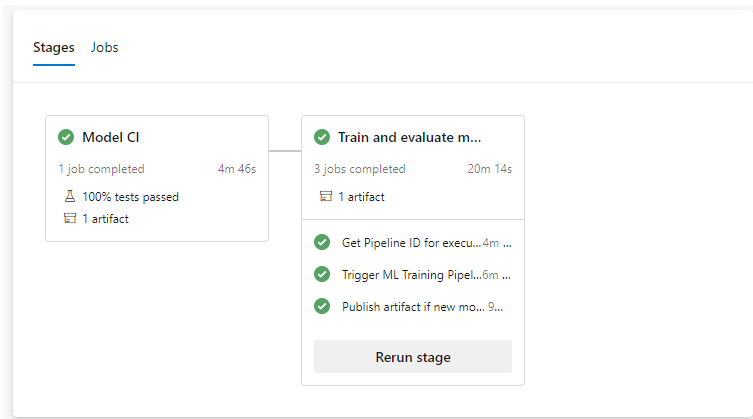 Stages Jobs
Model CI
1 job completed 4m 46s
100% tests passed
1 artifact
Train and evaluate m...
3 jobs completed 20m 14s
1 artifact
Get Pipeline ID for execu... 4m ...
Trigger ML Training Pipel... 6m ...
Publish artifact if new mo... 9...
Rerun stage